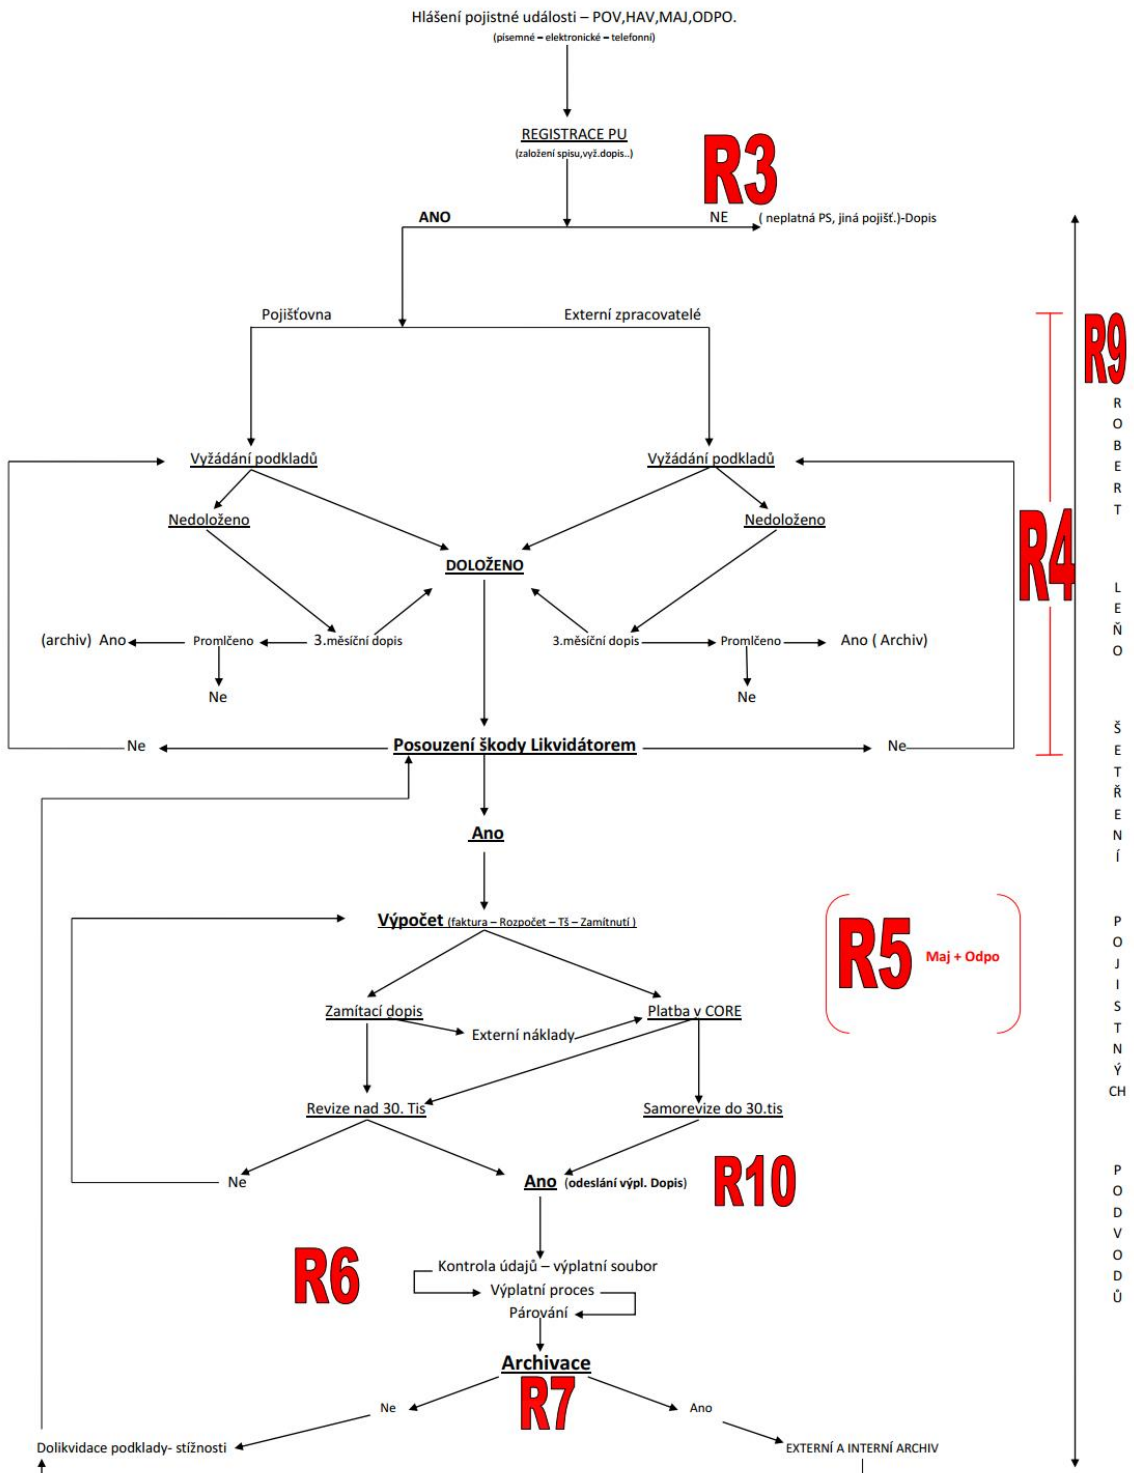 Hlášení pojistné události – POV,HAV,MAJ,ODPO.
(písemné – elektronické – telefonní)
REGISTRACE PU
(založení spisu,vyž.dopis..)
R3
ANO
NE ( neplatná PS, jiná pojišť.)-Dopis
Pojišťovna
Externí zpracovatelé
R9
ROBERT LEŇO ŠETŘENÍ POJISTNÝCH PODVODŮ
Vyžádání podkladů
Vyžádání podkladů
Nedoloženo
Nedoloženo
R4
DOLOŽENO
(archiv) Ano
Promlčeno
3.měsíční dopis
3.měsíční dopis
Promlčeno
Ano ( Archiv)
Ne
Ne
Ne
Posouzení škody Likvidátorem
Ne
Ano
Výpočet (faktura – Rozpočet – Tš – Zamítnutí )
R5 Maj + Odpo
Zamítací dopis
Externí náklady
Platba v CORE
Revize nad 30. Tis
Samorevize do 30.tis
Ne
Ano (odeslání výpl. Dopis)
R10
R6
Kontrola údajů – výplatní soubor
Výplatní proces
Párování
Archivace
R7
Ne
Ano
Dolikvidace podklady- stížnosti
EXTERNÍ A INTERNÍ ARCHIV